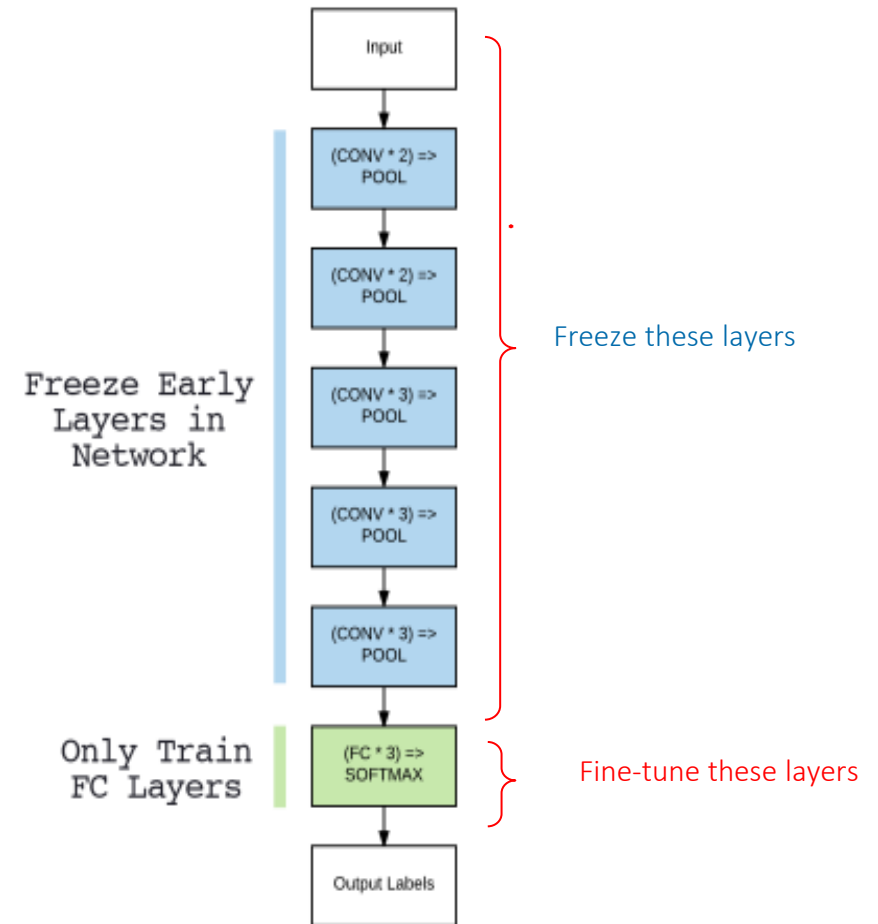 Input
(CONV * 2) =>
POOL
(CONV * 2) =>
POOL
Freeze these layers
Freeze Early
Layers in
Network
(CONV * 3) =>
POOL
(CONV * 3) =>
POOL
(CONV * 3) =>
POOL
Only Train
FC Layers
(FC * 3) =>
SOFTMAX
Fine-tune these layers
Output Labels